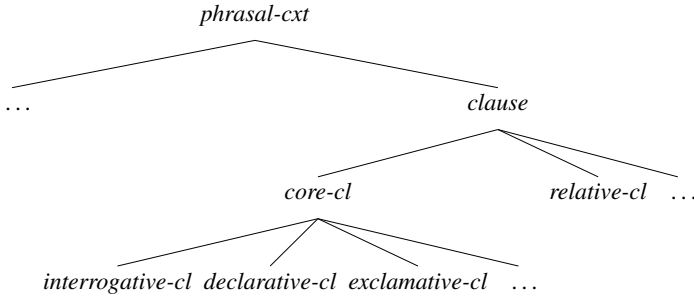 phrasal-cxt
... clause
core-cl relative-cl ...
interrogative-cl declarative-cl exclamative-cl ...